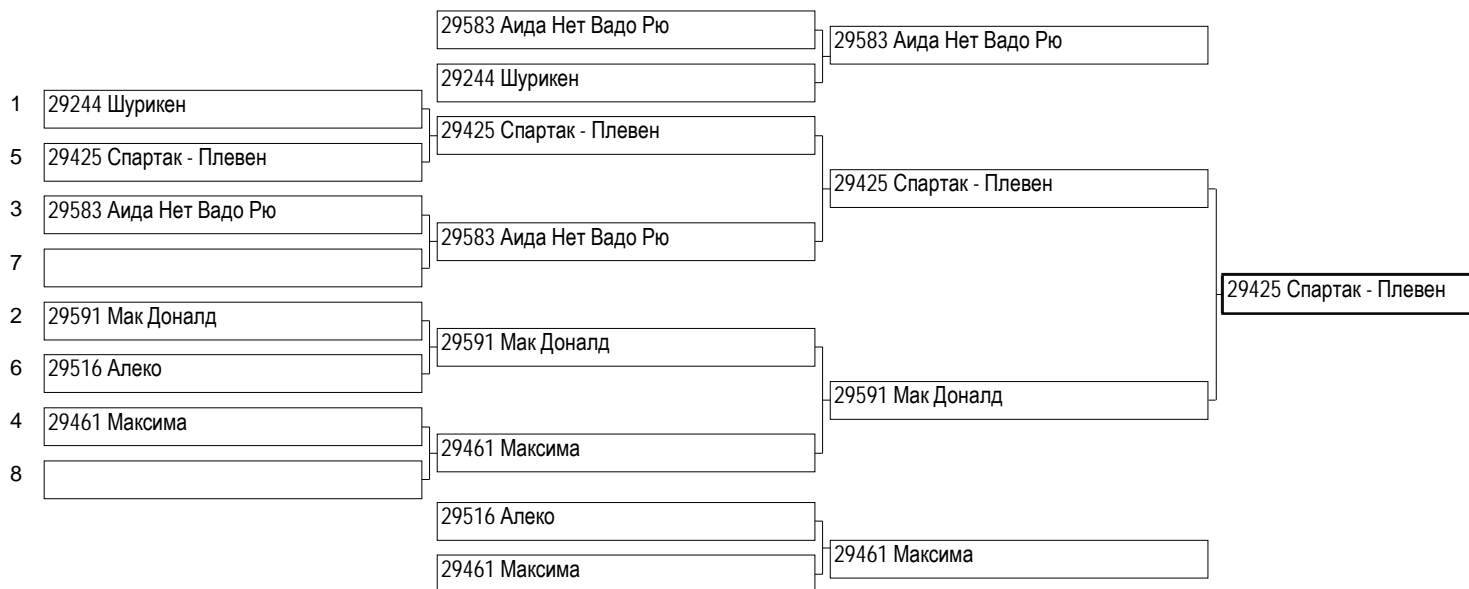 29583 Аида Нет Вадо Рю
29583 Аида Нет Вадо Рю
29244 Шурикен
1 29244 Шурикен
29425 Спартак - Плевен
5 29425 Спартак - Плевен
29425 Спартак - Плевен
3 29583 Аида Нет Вадо Рю
29583 Аида Нет Вадо Рю
7
29425 Спартак - Плевен
2 29591 Мак Доналд
29591 Мак Доналд
6 29516 Алеко
29591 Мак Доналд
4 29461 Максима
29461 Максима
8
29516 Алеко
29461 Максима
29461 Максима